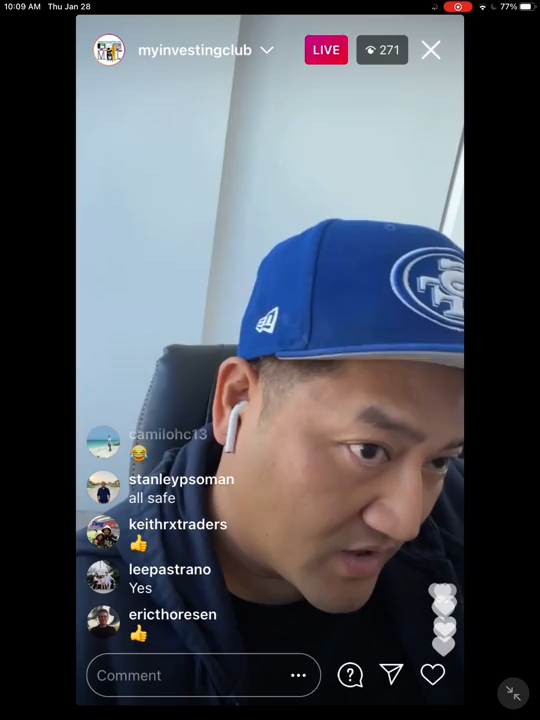 10:09 AM Thu Jan 28
77%
myinvestingclub
LIVE
271
camilohc13
stanleypsoman
all safe
keithrxtraders
leepastrano
Yes
ericthoresen
Comment